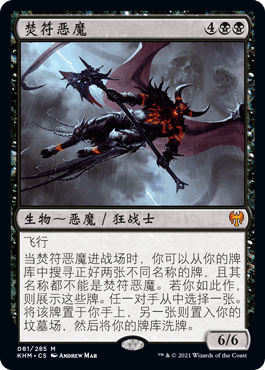 焚符恶魔 4
生物～恶魔／狂战士
飞行
当焚符恶魔进战场时，你可以从你的牌
库中搜寻正好两张不同名称的牌，且其
名称都不能是焚符恶魔。若你如此作，
则展示这些牌。任一对手从中选择一张。
将该牌置于你手上，另一张则置入你的
坟墓场，然后将你的牌库洗牌。
6/6
081/285 M
KHM • CS ANDREW MAR
™ & © 2021 Wizards of the Coast